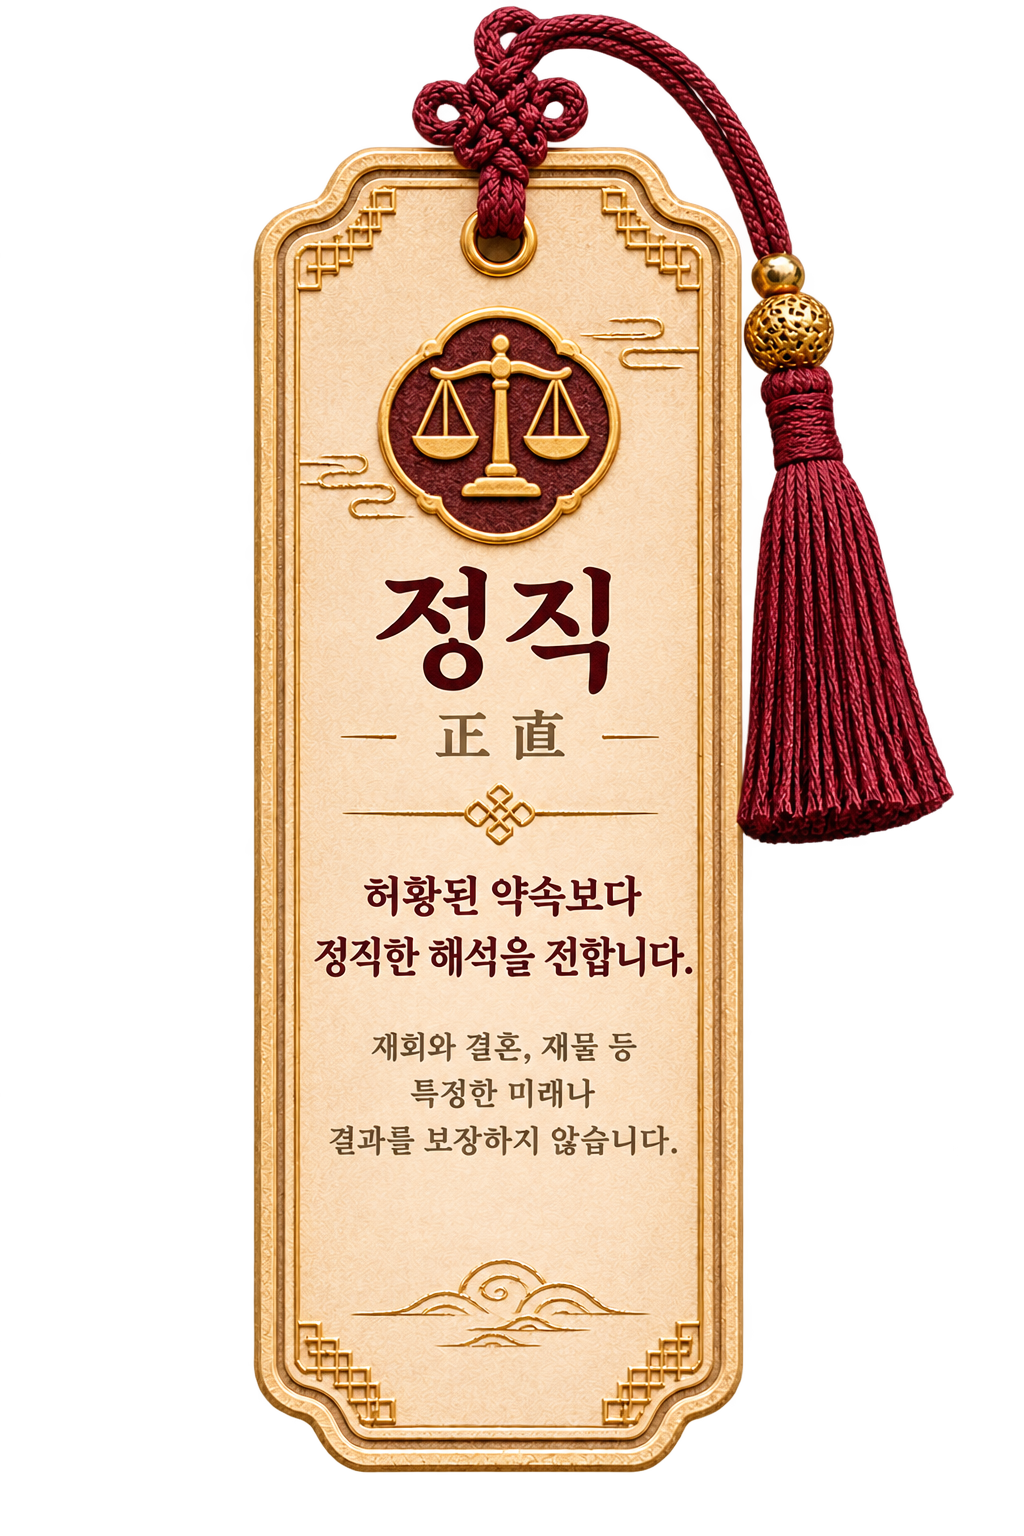 정직
正直
허황된 약속보다
정직한 해석을 전합니다.
재회와 결혼, 재물 등
특정한 미래나
결과를 보장하지 않습니다.